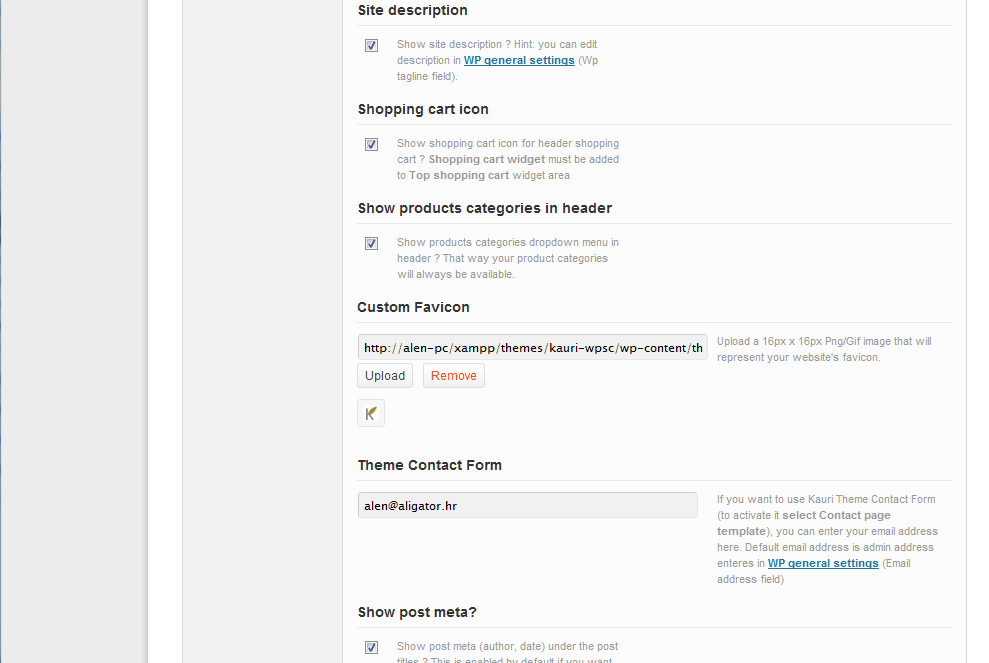 Site description
Show site description ? Hint: you can edit
description in WP general settings (Wp
tagline field).
Shopping cart icon
Show shopping cart icon for header shopping
cart ? Shopping cart widget must be added
to Top shopping cart widget area
Show products categories in header
Show products categories dropdown menu in
header ? That way your product categories
will always be available.
Custom Favicon
http://alen-pc/xampp/themes/kauri-wpsc/wp-content/th
Upload a 16px x 16px Png/Gif image that will
represent your website's favicon.
Upload Remove
K
Theme Contact Form
alen@aligator.hr
If you want to use Kauri Theme Contact Form
(to activate it select Contact page
template), you can enter your email address
here. Default email address is admin address
enteres in WP general settings (Email
address field)
Show post meta?
Show post meta (author, date) under the post
titles ? This is enabled by default if you want